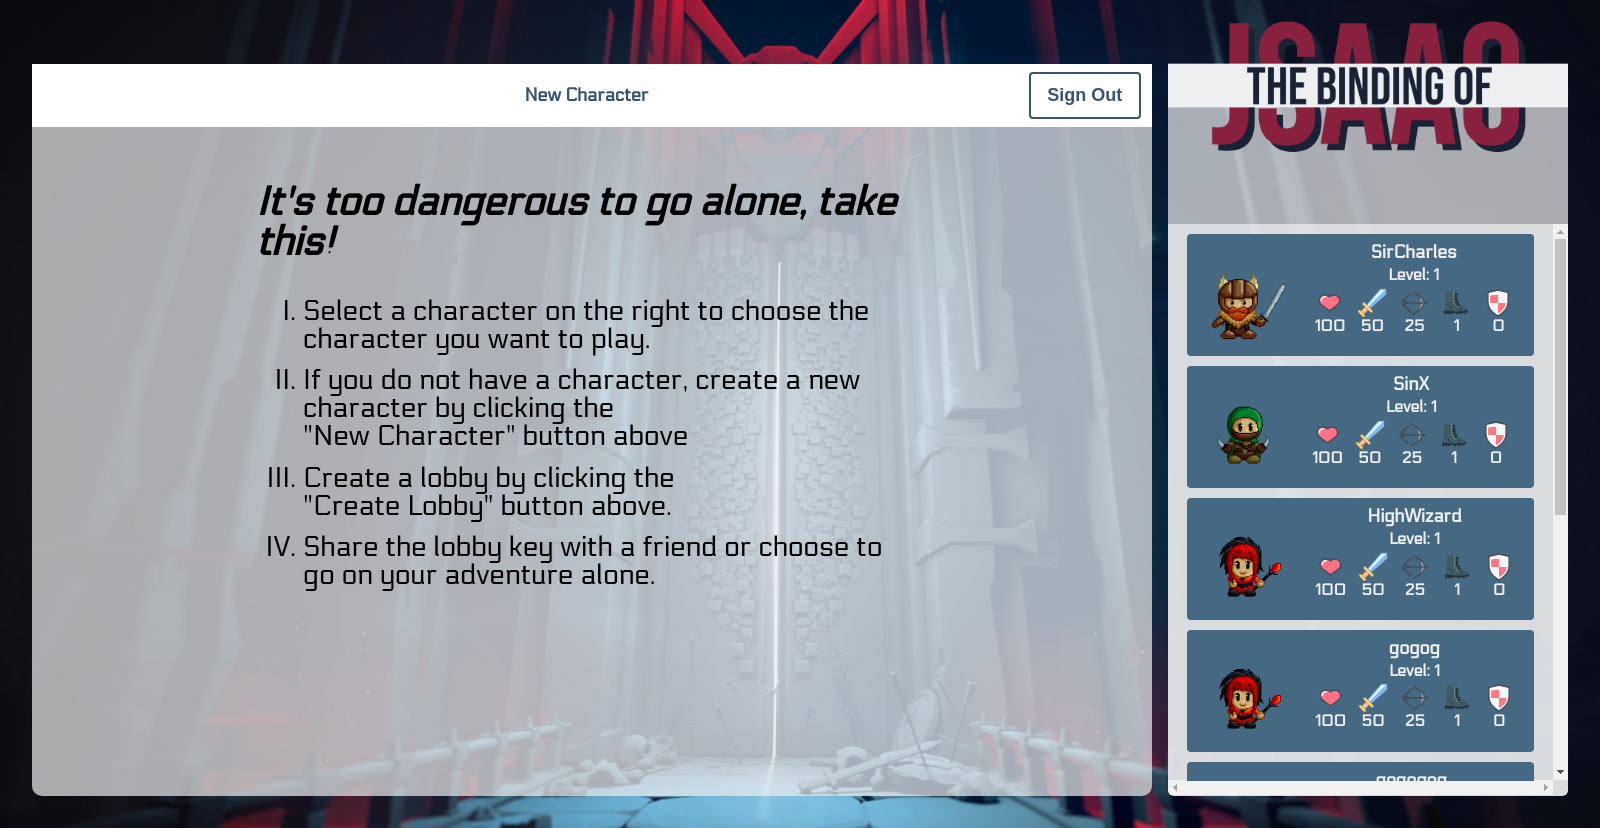 New Character
Sign Out
It's too dangerous to go alone, take
this!
I. Select a character on the right to choose the
character you want to play.
II. If you do not have a character, create a new
character by clicking the
"New Character" button above
III. Create a lobby by clicking the
"Create Lobby" button above.
IV. Share the lobby key with a friend or choose to
go on your adventure alone.
THE BINDING OF
JSAAC
SirCharles
Level: 1
100 50 25 1 0
SinX
Level: 1
100 50 25 1 0
HighWizard
Level: 1
100 50 25 1 0
gogog
Level: 1
100 50 25 1 0